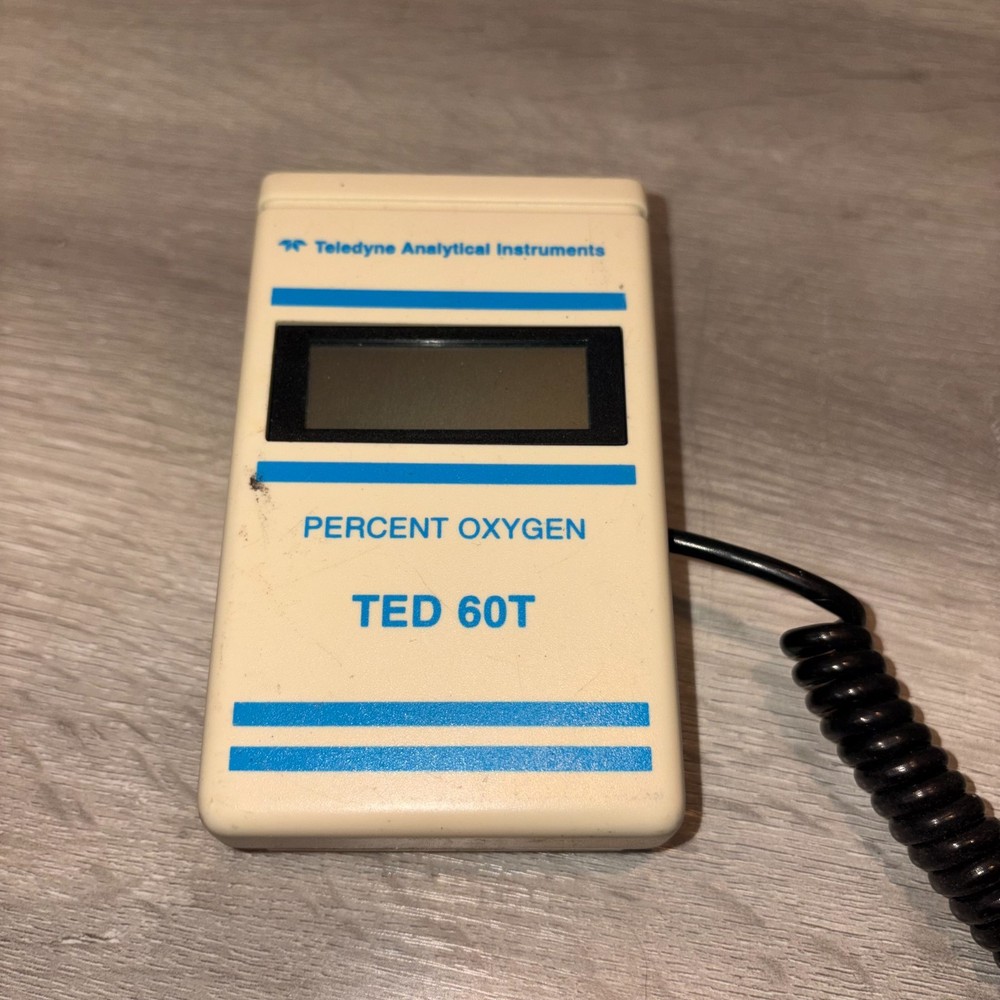 Teledyne Analytical Instruments
PERCENT OXYGEN
TED 60T